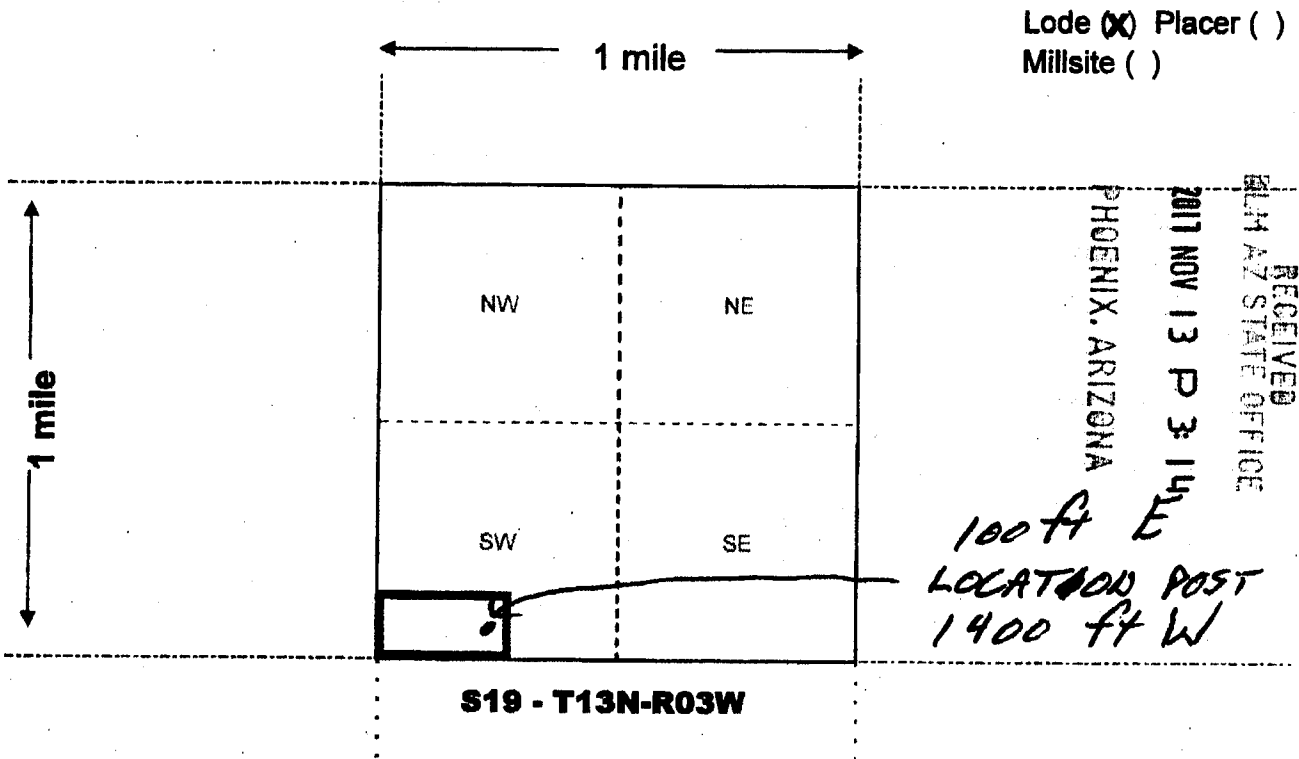 Lode (X) Placer ( )
Millsite ( )
1 mile
1 mile
NW
NE
SW
SE
RECEIVED
BLM AZ STATE OFFICE
2017 NOV 13 P 3:14
PHOENIX, ARIZONA
100 ft E
LOCATION POST
1400 ft W
S19 - T13N-R03W